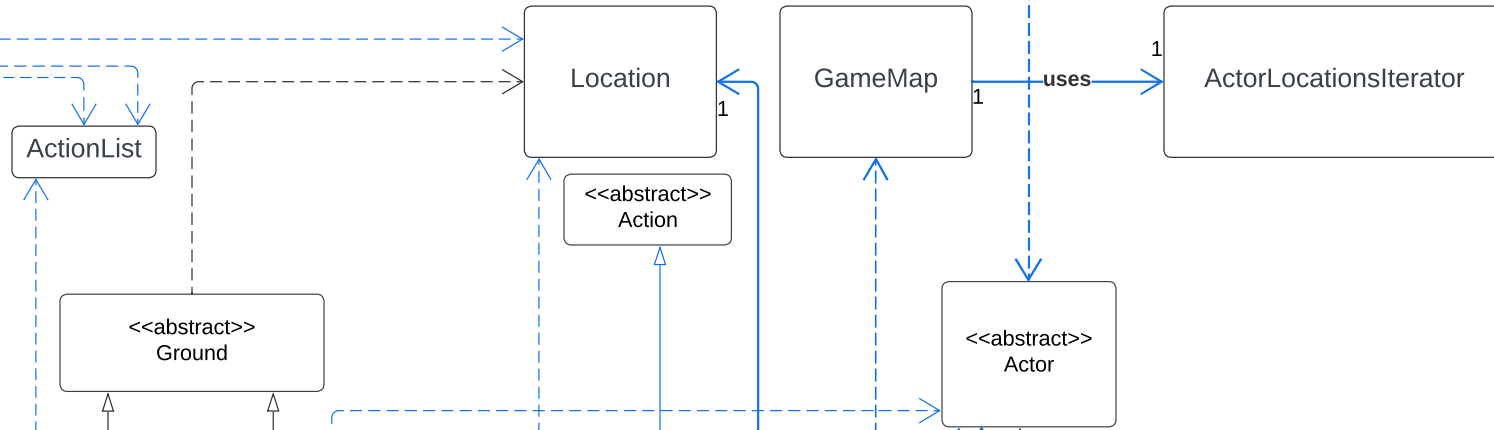 Location
GameMap
1
ActorLocationsIterator
uses
1
1
ActionList
<<abstract>>
Action
<<abstract>>
Ground
<<abstract>>
Actor